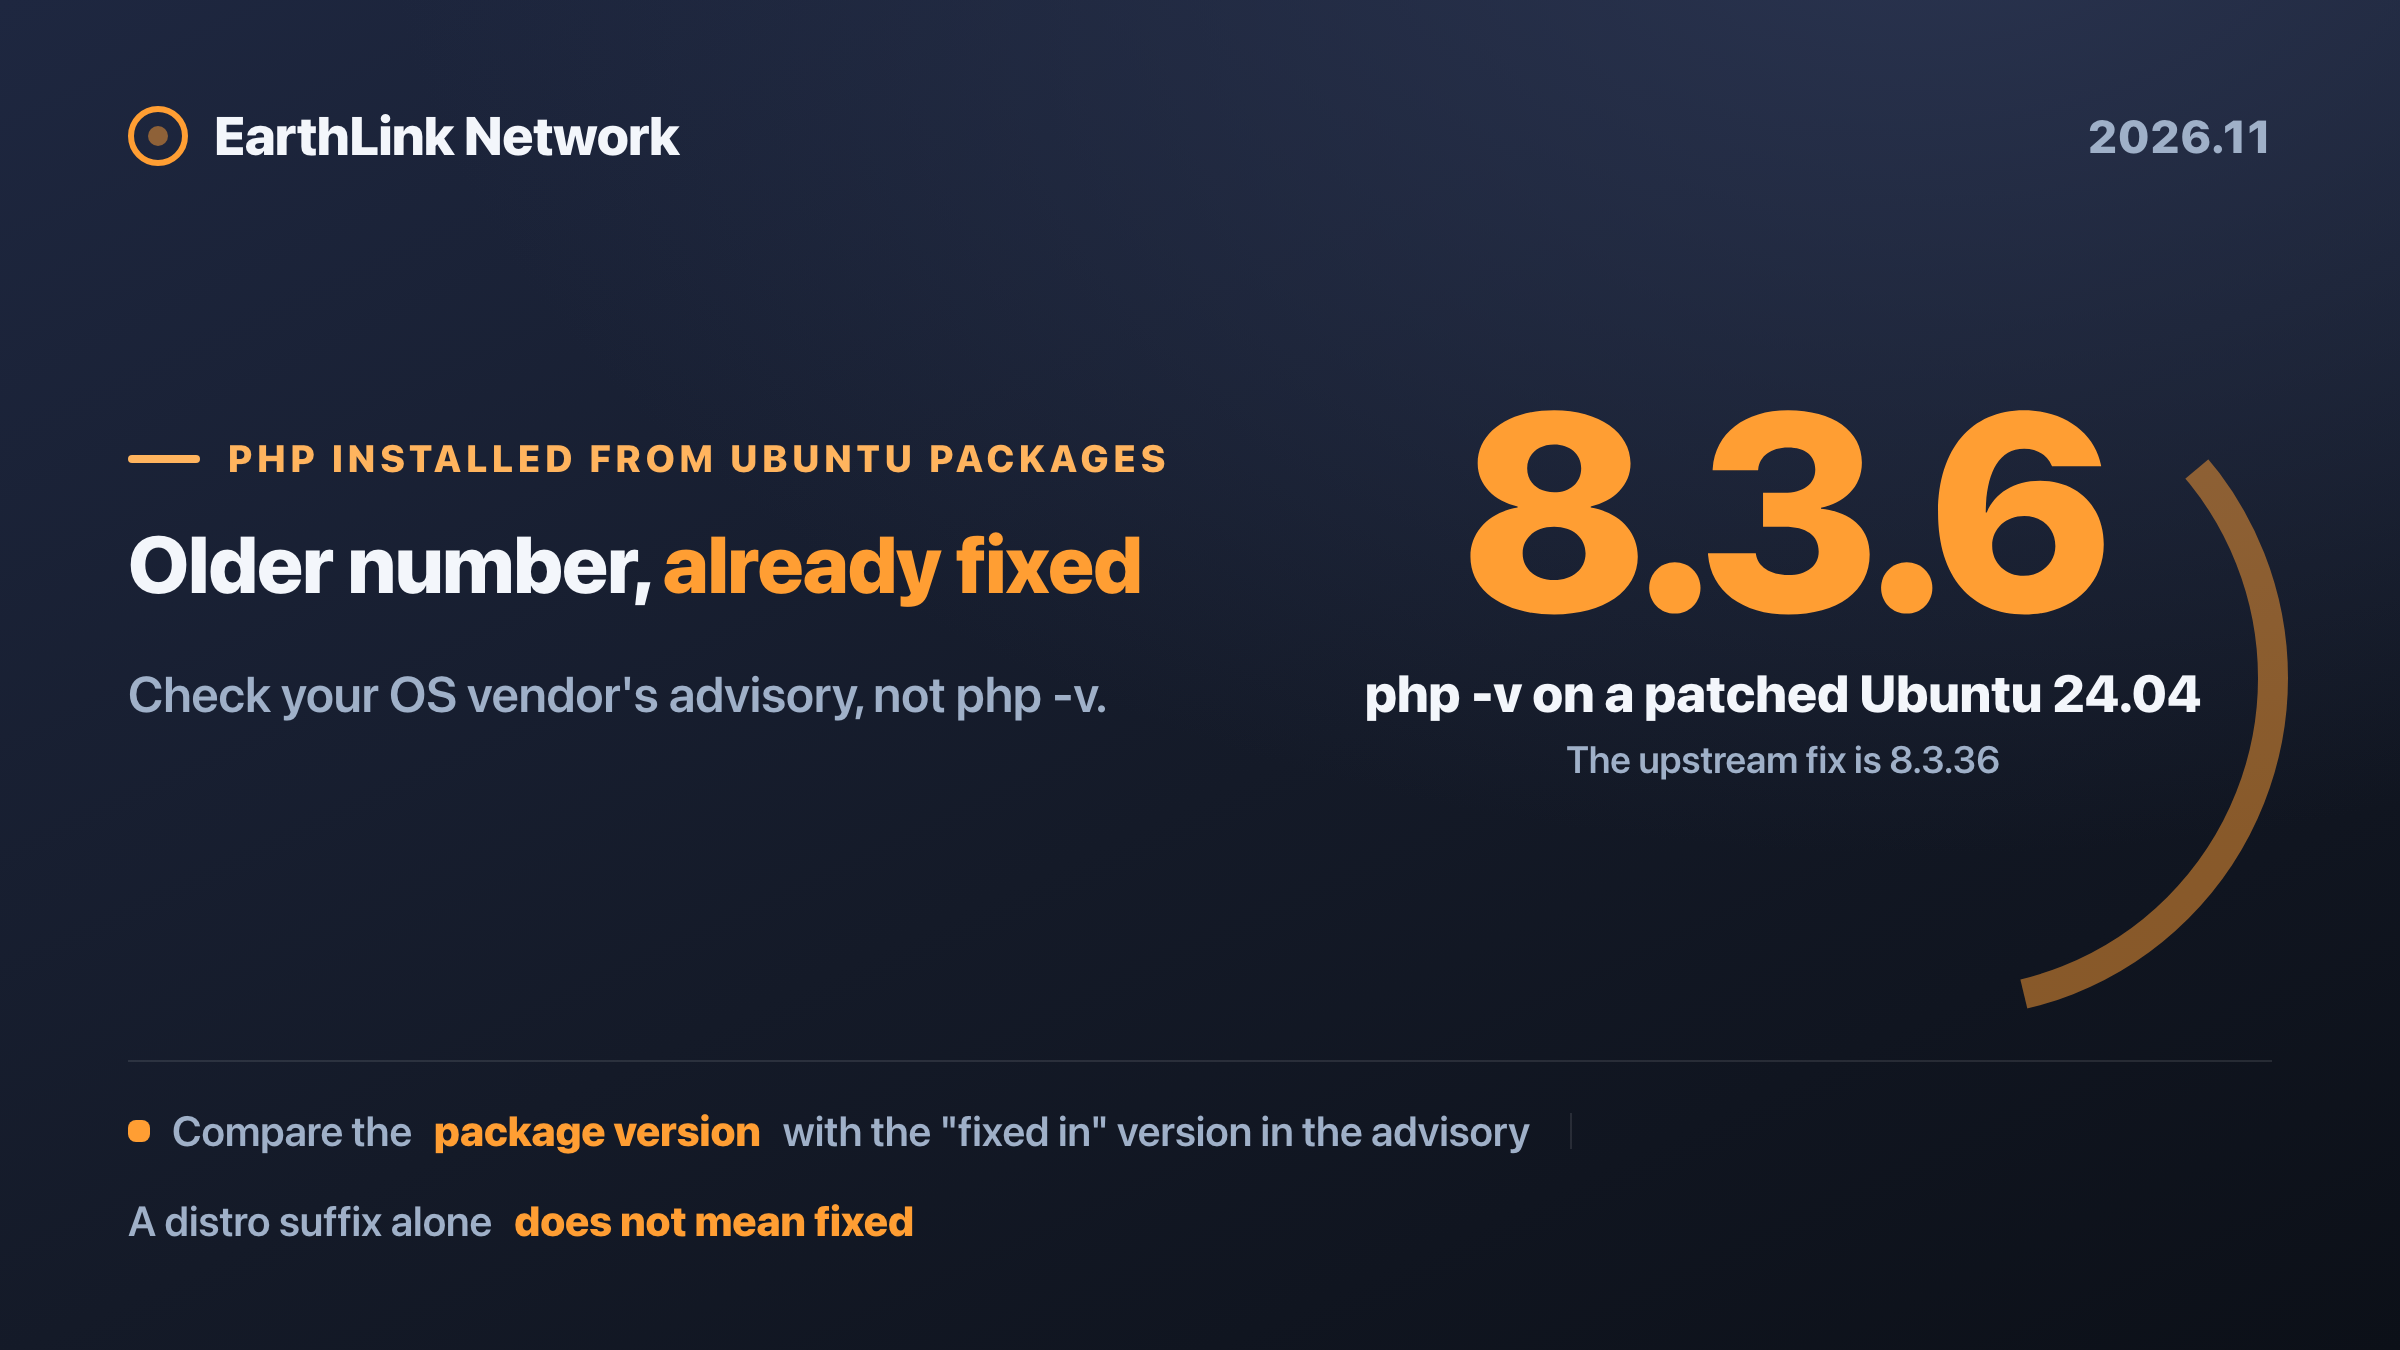 EarthLink Network
2026.11
PHP INSTALLED FROM UBUNTU PACKAGES
Older number, already fixed
Check your OS vendor's advisory, not php -v.
8.3.6
php -v on a patched Ubuntu 24.04
The upstream fix is 8.3.36
Compare the package version with the "fixed in" version in the advisory
A distro suffix alone does not mean fixed